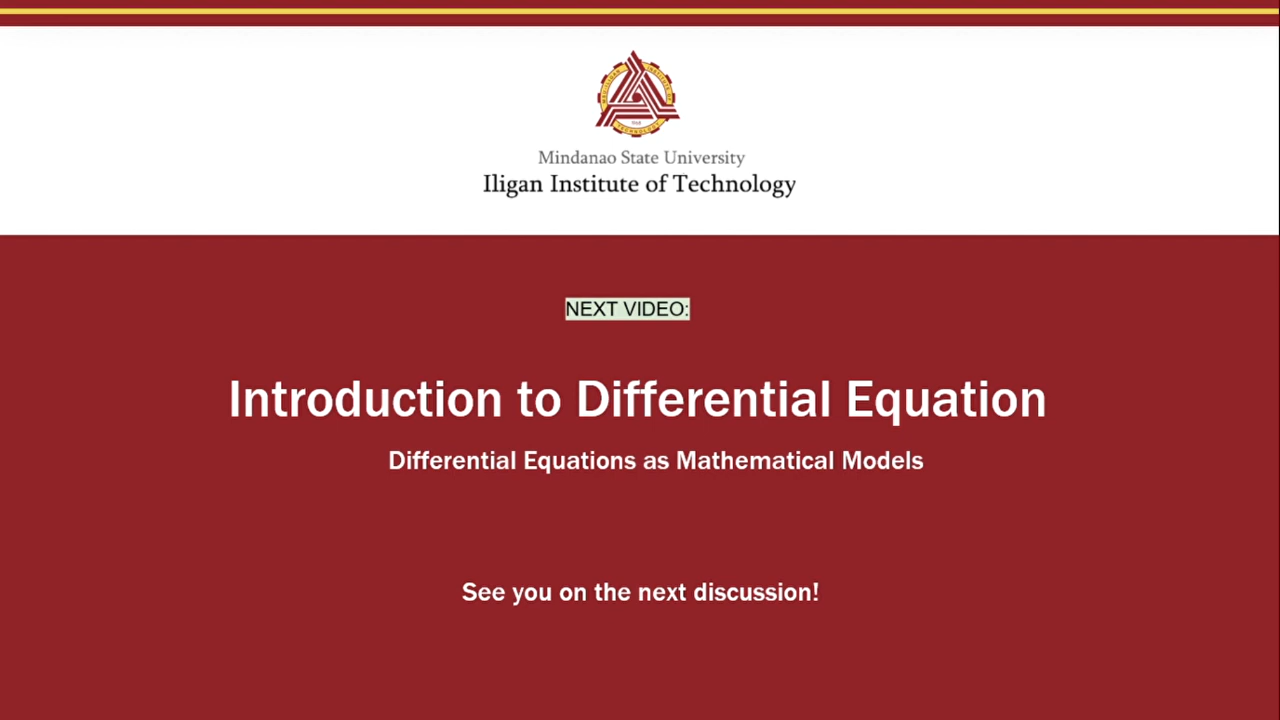 Mindanao State University
Iligan Institute of Technology
NEXT VIDEO:
Introduction to Differential Equation
Differential Equations as Mathematical Models
See you on the next discussion!